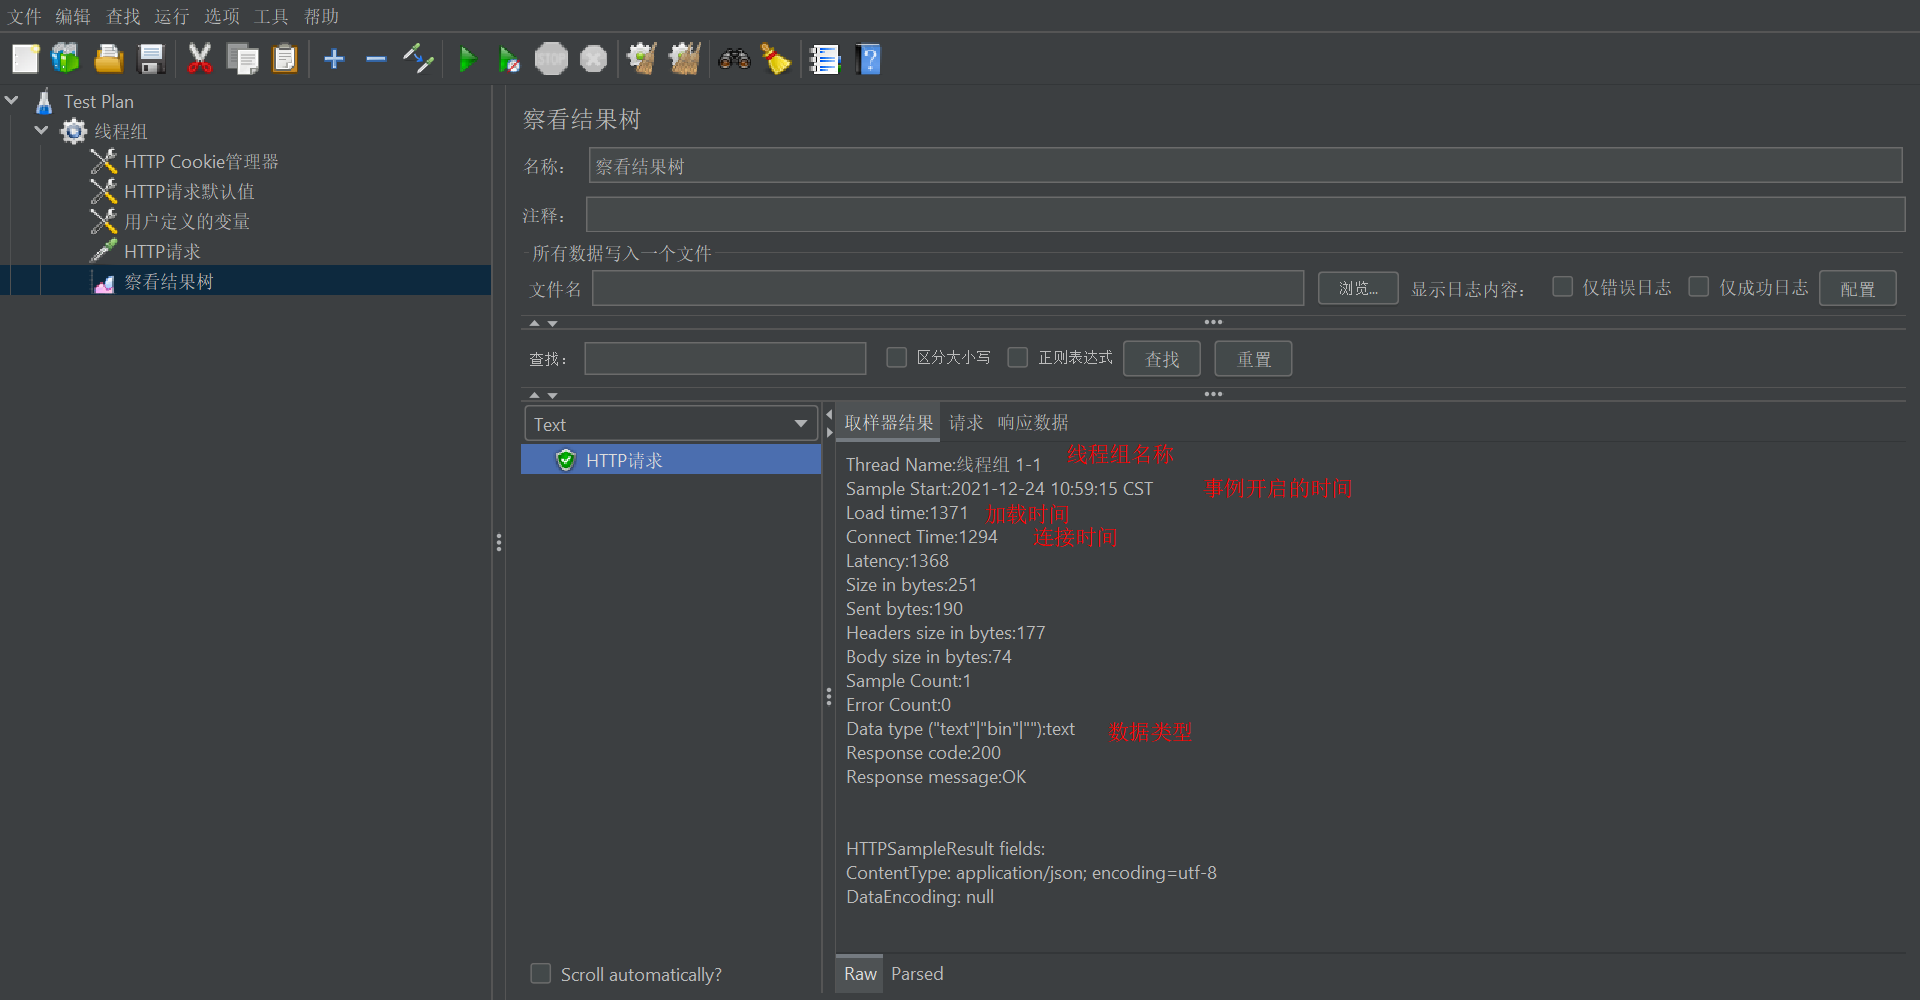 文件 编辑 查找 运行 选项 工具 帮助
STOP
Test Plan
线程组
HTTP Cookie管理器
HTTP请求默认值
用户定义的变量
HTTP请求
察看结果树
察看结果树
名称： 察看结果树
注释：
所有数据写入一个文件
文件名 浏览... 显示日志内容： 仅错误日志 仅成功日志 配置
查找： 区分大小写 正则表达式 查找 重置
Text
HTTP请求
取样器结果 请求 响应数据
Thread Name:线程组 1-1 线程组名称
Sample Start:2021-12-24 10:59:15 CST 事例开启的时间
Load time:1371 加载时间
Connect Time:1294 连接时间
Latency:1368
Size in bytes:251
Sent bytes:190
Headers size in bytes:177
Body size in bytes:74
Sample Count:1
Error Count:0
Data type ("text"|"bin"|""):text 数据类型
Response code:200
Response message:OK
HTTPSampleResult fields:
ContentType: application/json; encoding=utf-8
DataEncoding: null
Scroll automatically?
Raw Parsed